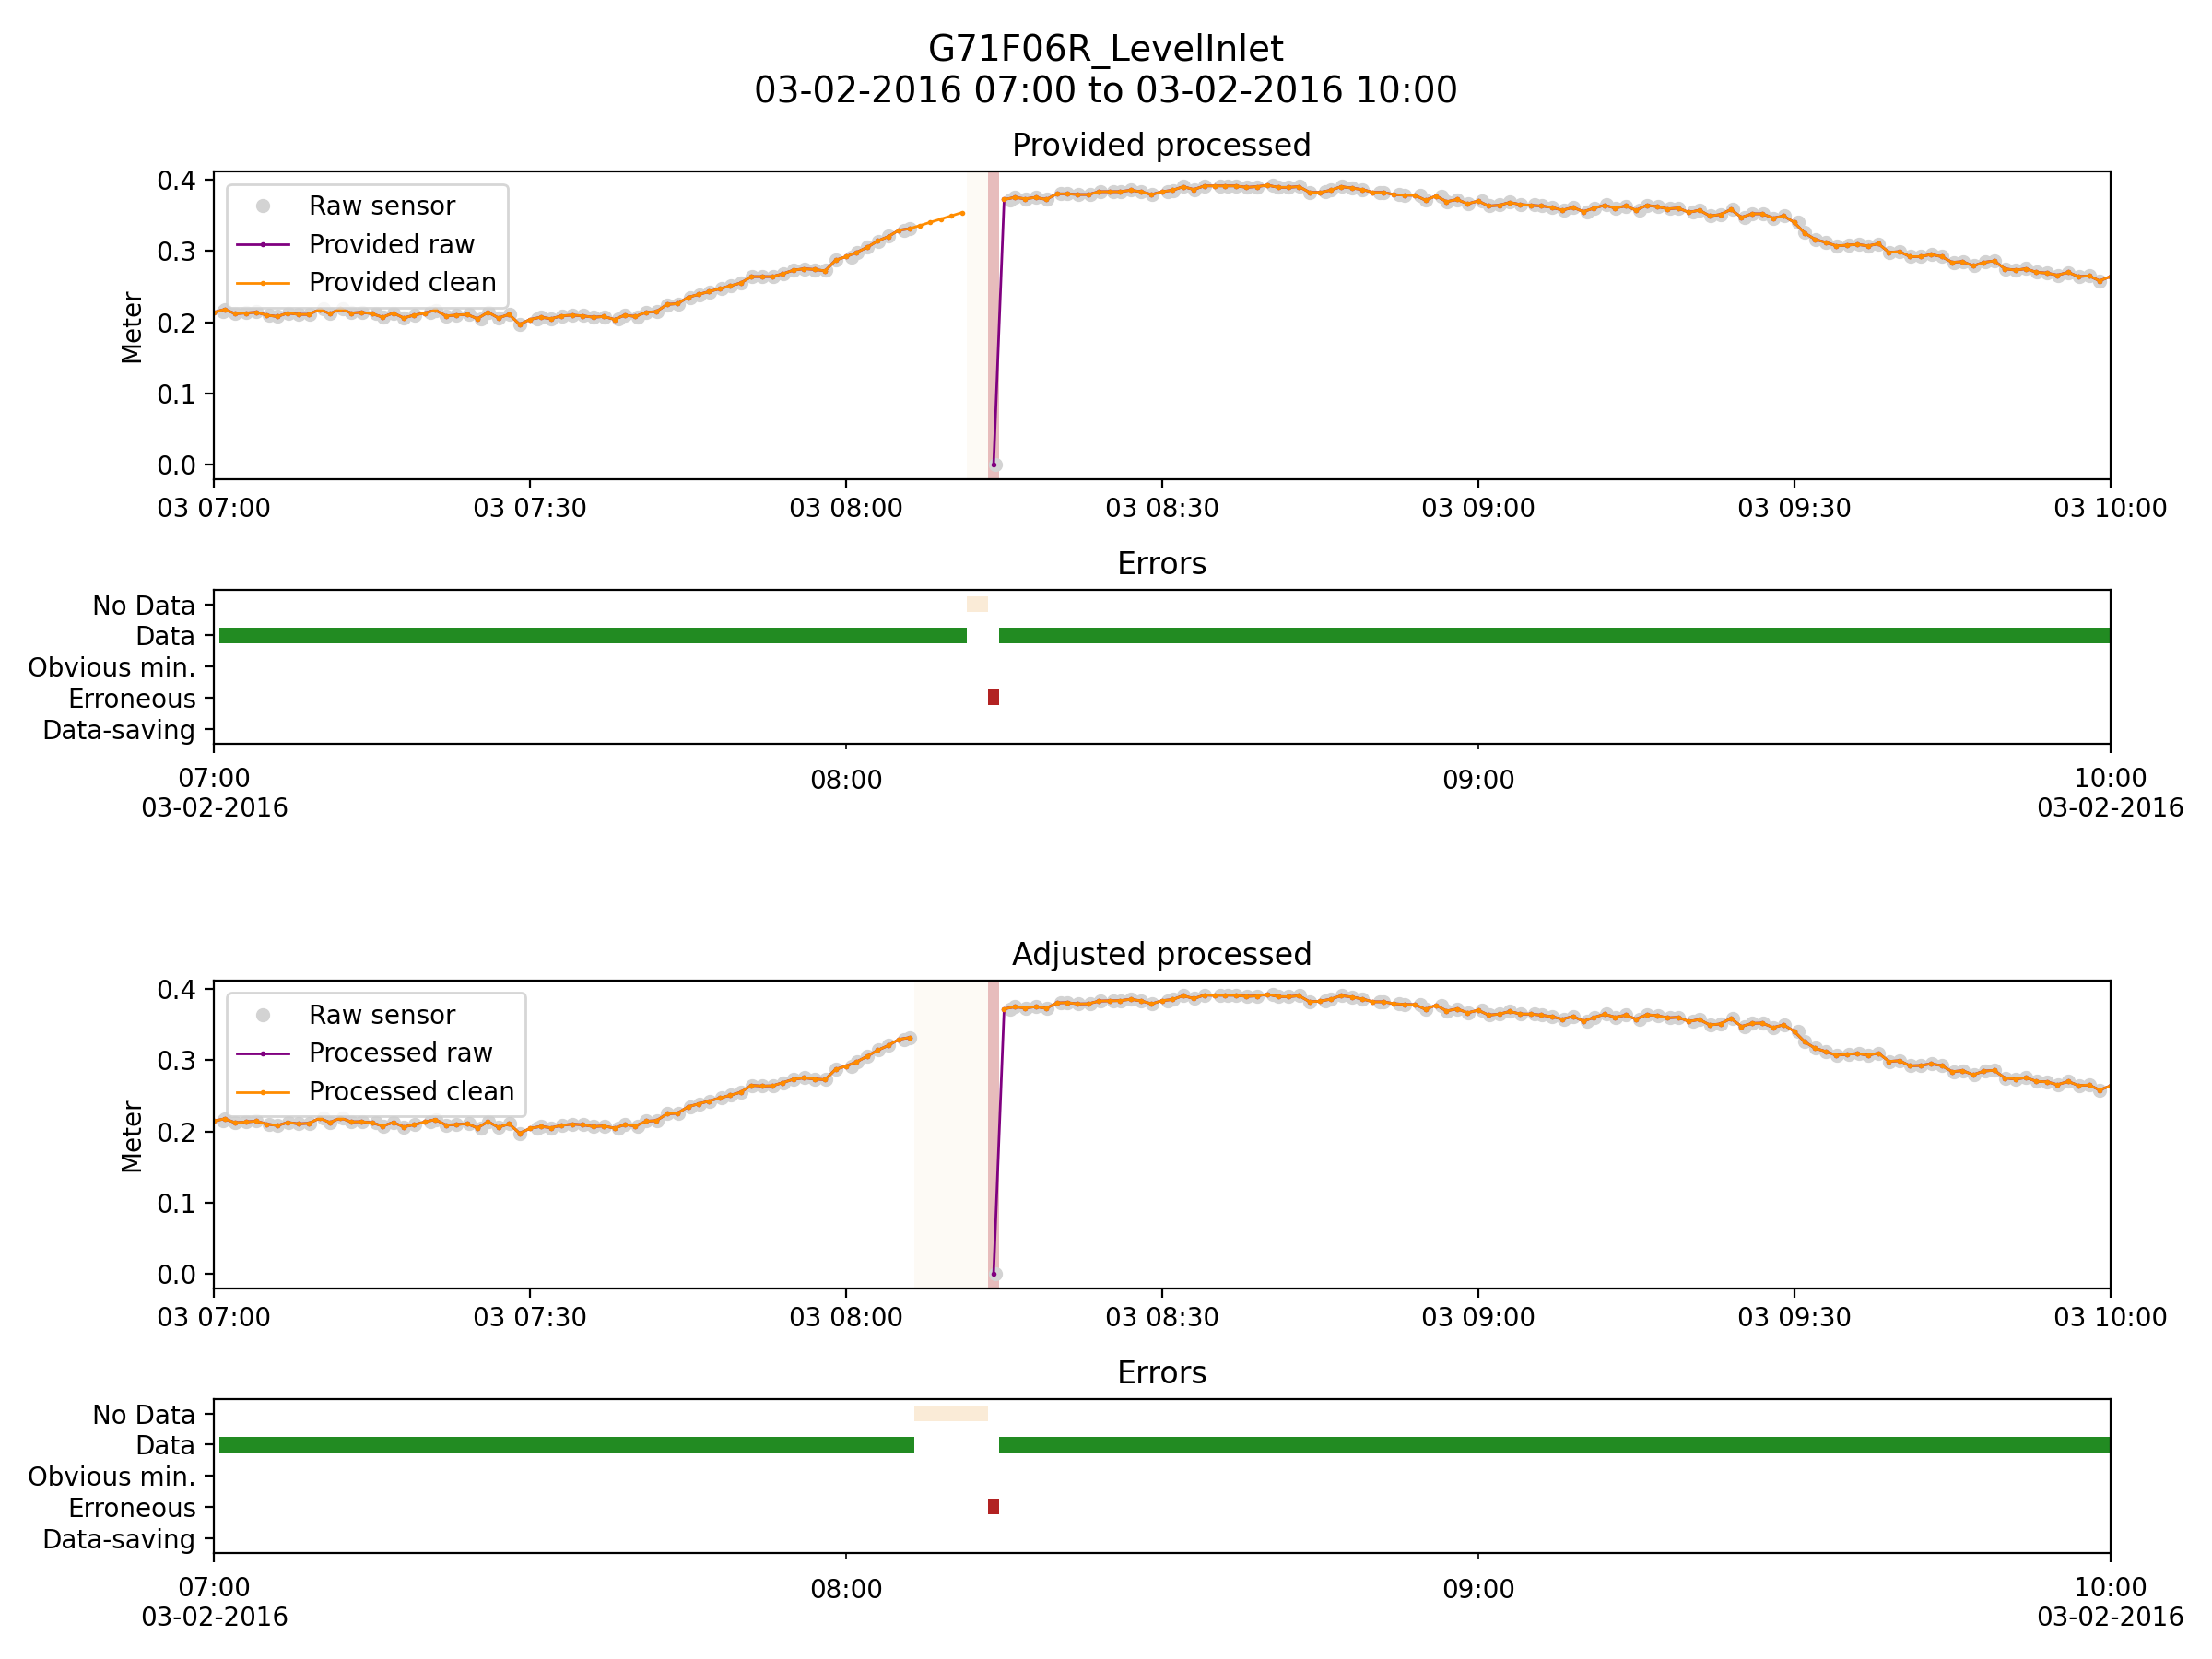 G71F06R_LevelInlet
03-02-2016 07:00 to 03-02-2016 10:00
Provided processed
Meter
0.4
0.3
0.2
0.1
0.0
Raw sensor
Provided raw
Provided clean
03 07:00 03 07:30 03 08:00 03 08:30 03 09:00 03 09:30 03 10:00
Errors
No Data
Data
Obvious min.
Erroneous
Data-saving
07:00 08:00 09:00 10:00
03-02-2016 03-02-2016
Adjusted processed
Meter
0.4
0.3
0.2
0.1
0.0
Raw sensor
Processed raw
Processed clean
03 07:00 03 07:30 03 08:00 03 08:30 03 09:00 03 09:30 03 10:00
Errors
No Data
Data
Obvious min.
Erroneous
Data-saving
07:00 08:00 09:00 10:00
03-02-2016 03-02-2016